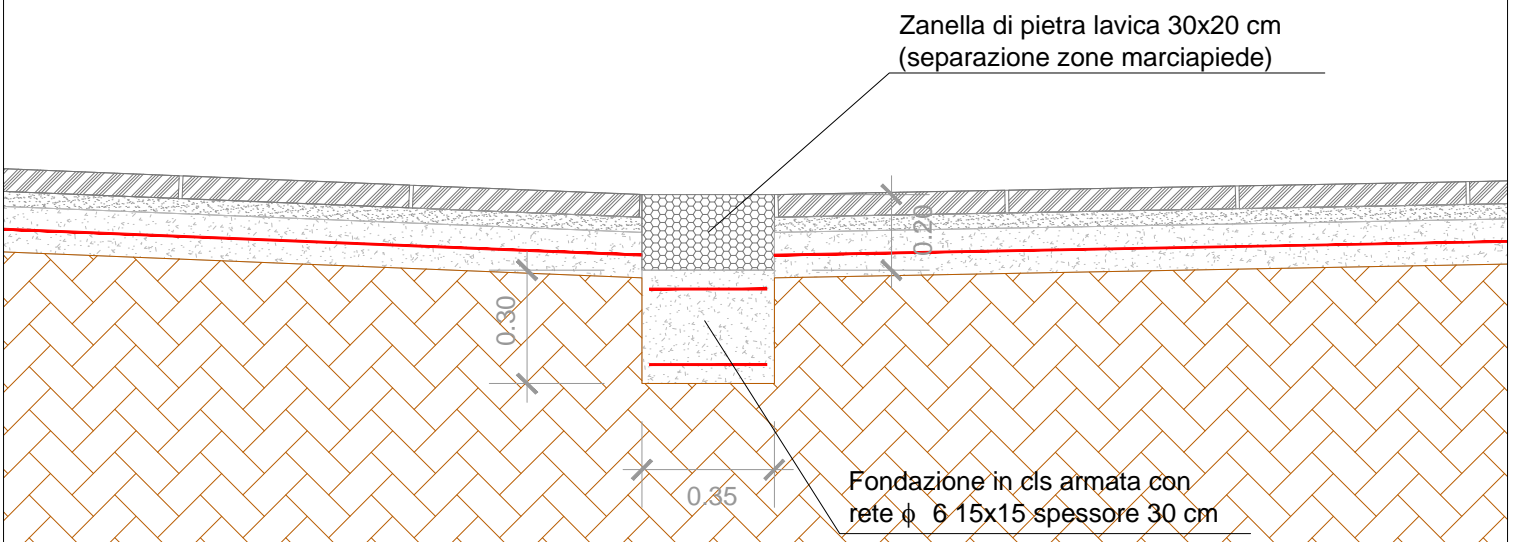 Zanella di pietra lavica 30x20 cm
(separazione zone marciapiede)
0.20
0.30
0.35
Fondazione in cls armata con
rete ϕ 6 15x15 spessore 30 cm